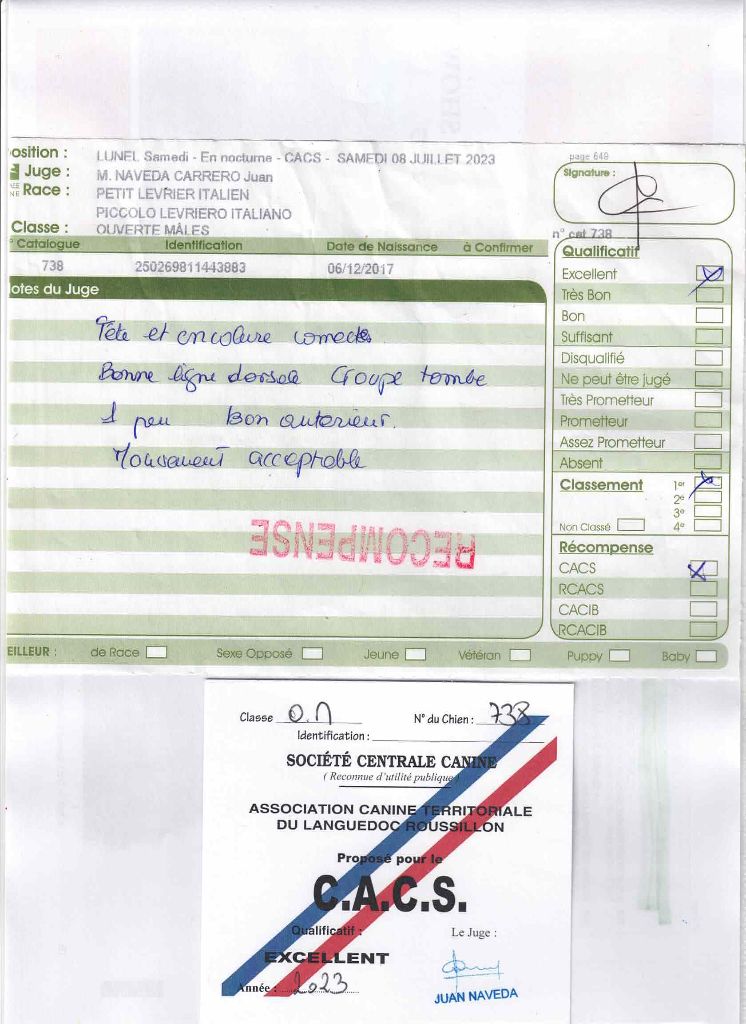 osition : LUNEL Samedi - En nocturne - CACS - SAMEDI 08 JUILLET 2023
page 649
Juge : M. NAVEDA CARRERO Juan
Signature :
Race : PETIT LEVRIER ITALIEN
PICCOLO LEVRIERO ITALIANO
Classe : OUVERTE MÂLES
n° cat 738
° Catalogue Identification Date de Naissance à Confirmer
738 250269811443883 06/12/2017
otes du Juge
Tête et encolure correctes
Bonne ligne dorsale Croupe tombe
1 peu Bon anterieur.
Mouvement acceptable
RECOMPENSE
Qualificatif
Excellent
Très Bon
Bon
Suffisant
Disqualifié
Ne peut être jugé
Très Prometteur
Prometteur
Assez Prometteur
Absent
Classement 1er
2e
3e
Non Classé 4e
Récompense
CACS
RCACS
CACIB
RCACIB
EILLEUR : de Race Sexe Opposé Jeune Vétéran Puppy Baby
Classe O.M N° du Chien : 738
Identification :
SOCIÉTÉ CENTRALE CANINE
( Reconnue d'utilité publique )
ASSOCIATION CANINE TERRITORIALE
DU LANGUEDOC ROUSSILLON
Proposé pour le
C.A.C.S.
Qualificatif : Le Juge :
EXCELLENT
Année : 2023
JUAN NAVEDA